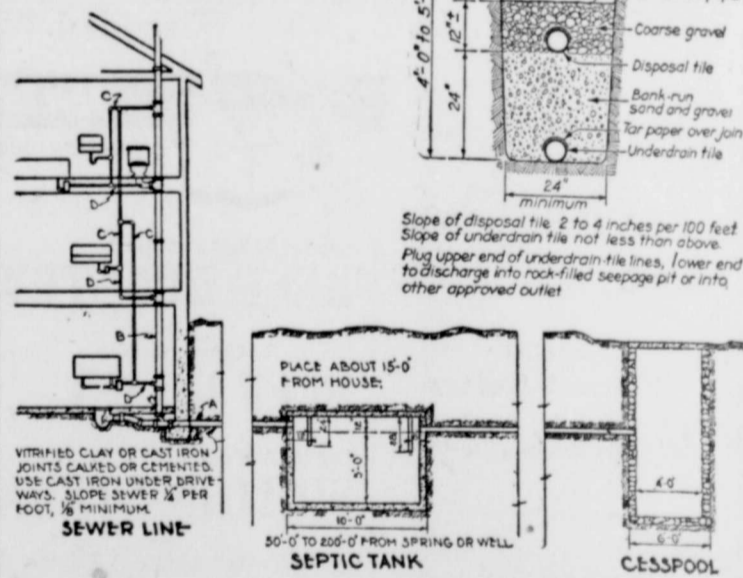 Coarse gravel
Disposal tile
Bank-run
sand and gravel
Tar paper over join
Underdrain tile
4'-0" to 5'
12"±
24"
24"
minimum
Slope of disposal tile 2 to 4 inches per 100 feet
Slope of underdrain tile not less than above.
Plug upper end of underdrain-tile lines, lower end
to discharge into rock-filled seepage pit or into
other approved outlet
C
D
C
C
D
B
D
A
VITRIFIED CLAY OR CAST IRON
JOINTS CALKED OR CEMENTED.
USE CAST IRON UNDER DRIVE-
WAYS. SLOPE SEWER ¼" PER
FOOT, ⅛" MINIMUM.
SEWER LINE
PLACE ABOUT 15'-0"
FROM HOUSE.
5'-0"
10'-0"
50'-0" TO 200'-0" FROM SPRING OR WELL
SEPTIC TANK
4'-0"
6'-0"
CESSPOOL